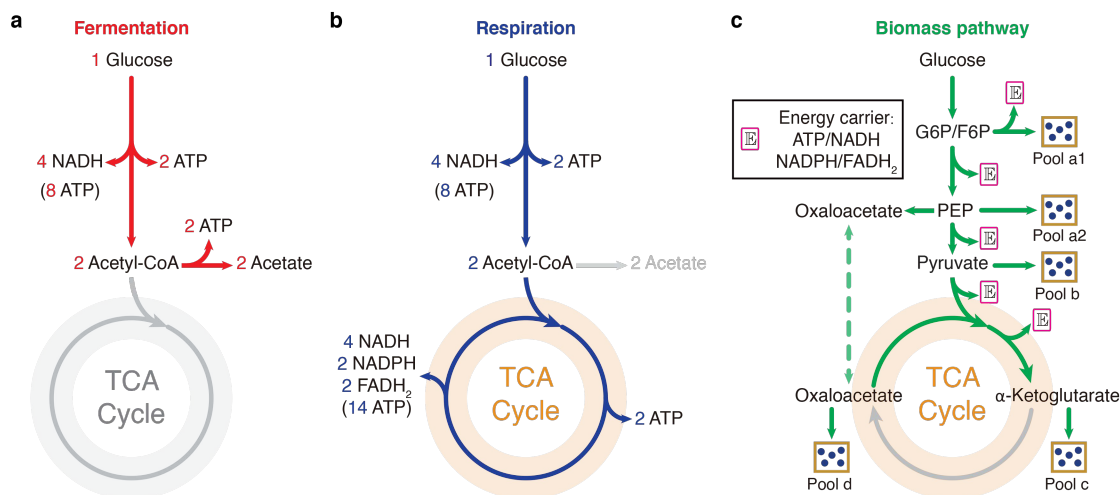 a
Fermentation
1 Glucose
4 NADH
2 ATP
(8 ATP)
2 ATP
2 Acetyl-CoA
2 Acetate
TCA
Cycle
b
Respiration
1 Glucose
4 NADH
2 ATP
(8 ATP)
2 Acetyl-CoA
2 Acetate
4 NADH
2 NADPH
2 FADH₂
(14 ATP)
TCA
Cycle
2 ATP
c
Biomass pathway
Glucose
𝔼
Energy carrier:
ATP/NADH
NADPH/FADH₂
𝔼
G6P/F6P
Pool a1
𝔼
Oxaloacetate
PEP
Pool a2
𝔼
Pyruvate
Pool b
𝔼
𝔼
TCA
Cycle
Oxaloacetate
α-Ketoglutarate
Pool d
Pool c